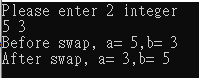 Please enter 2 integer
5 3
Before swap, a= 5,b= 3
After swap, a= 3,b= 5